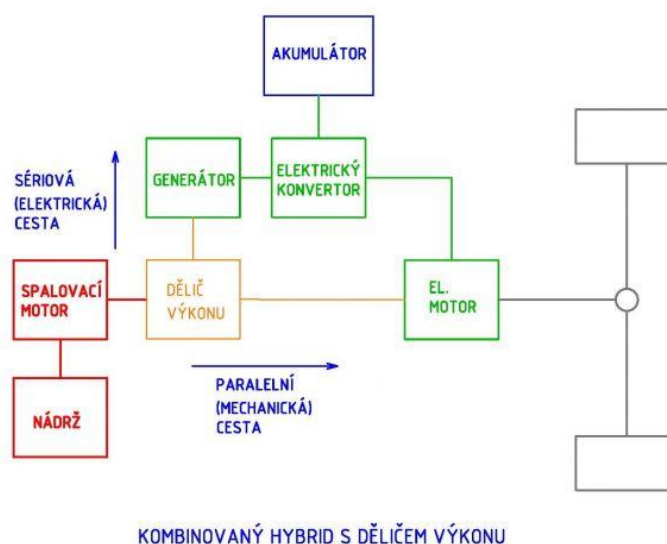 AKUMULÁTOR
GENERÁTOR
ELEKTRICKÝ
KONVERTOR
SÉRIOVÁ
(ELEKTRICKÁ)
CESTA
SPALOVACÍ
MOTOR
DĚLIČ
VÝKONU
EL.
MOTOR
NÁDRŽ
PARALELNÍ
(MECHANICKÁ)
CESTA
KOMBINOVANÝ HYBRID S DĚLIČEM VÝKONU